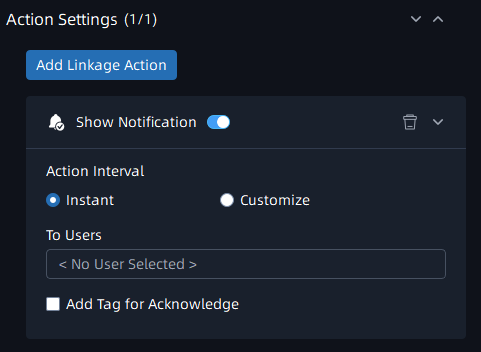 Action Settings (1/1)
Add Linkage Action
Show Notification
Action Interval
Instant
Customize
To Users
< No User Selected >
Add Tag for Acknowledge